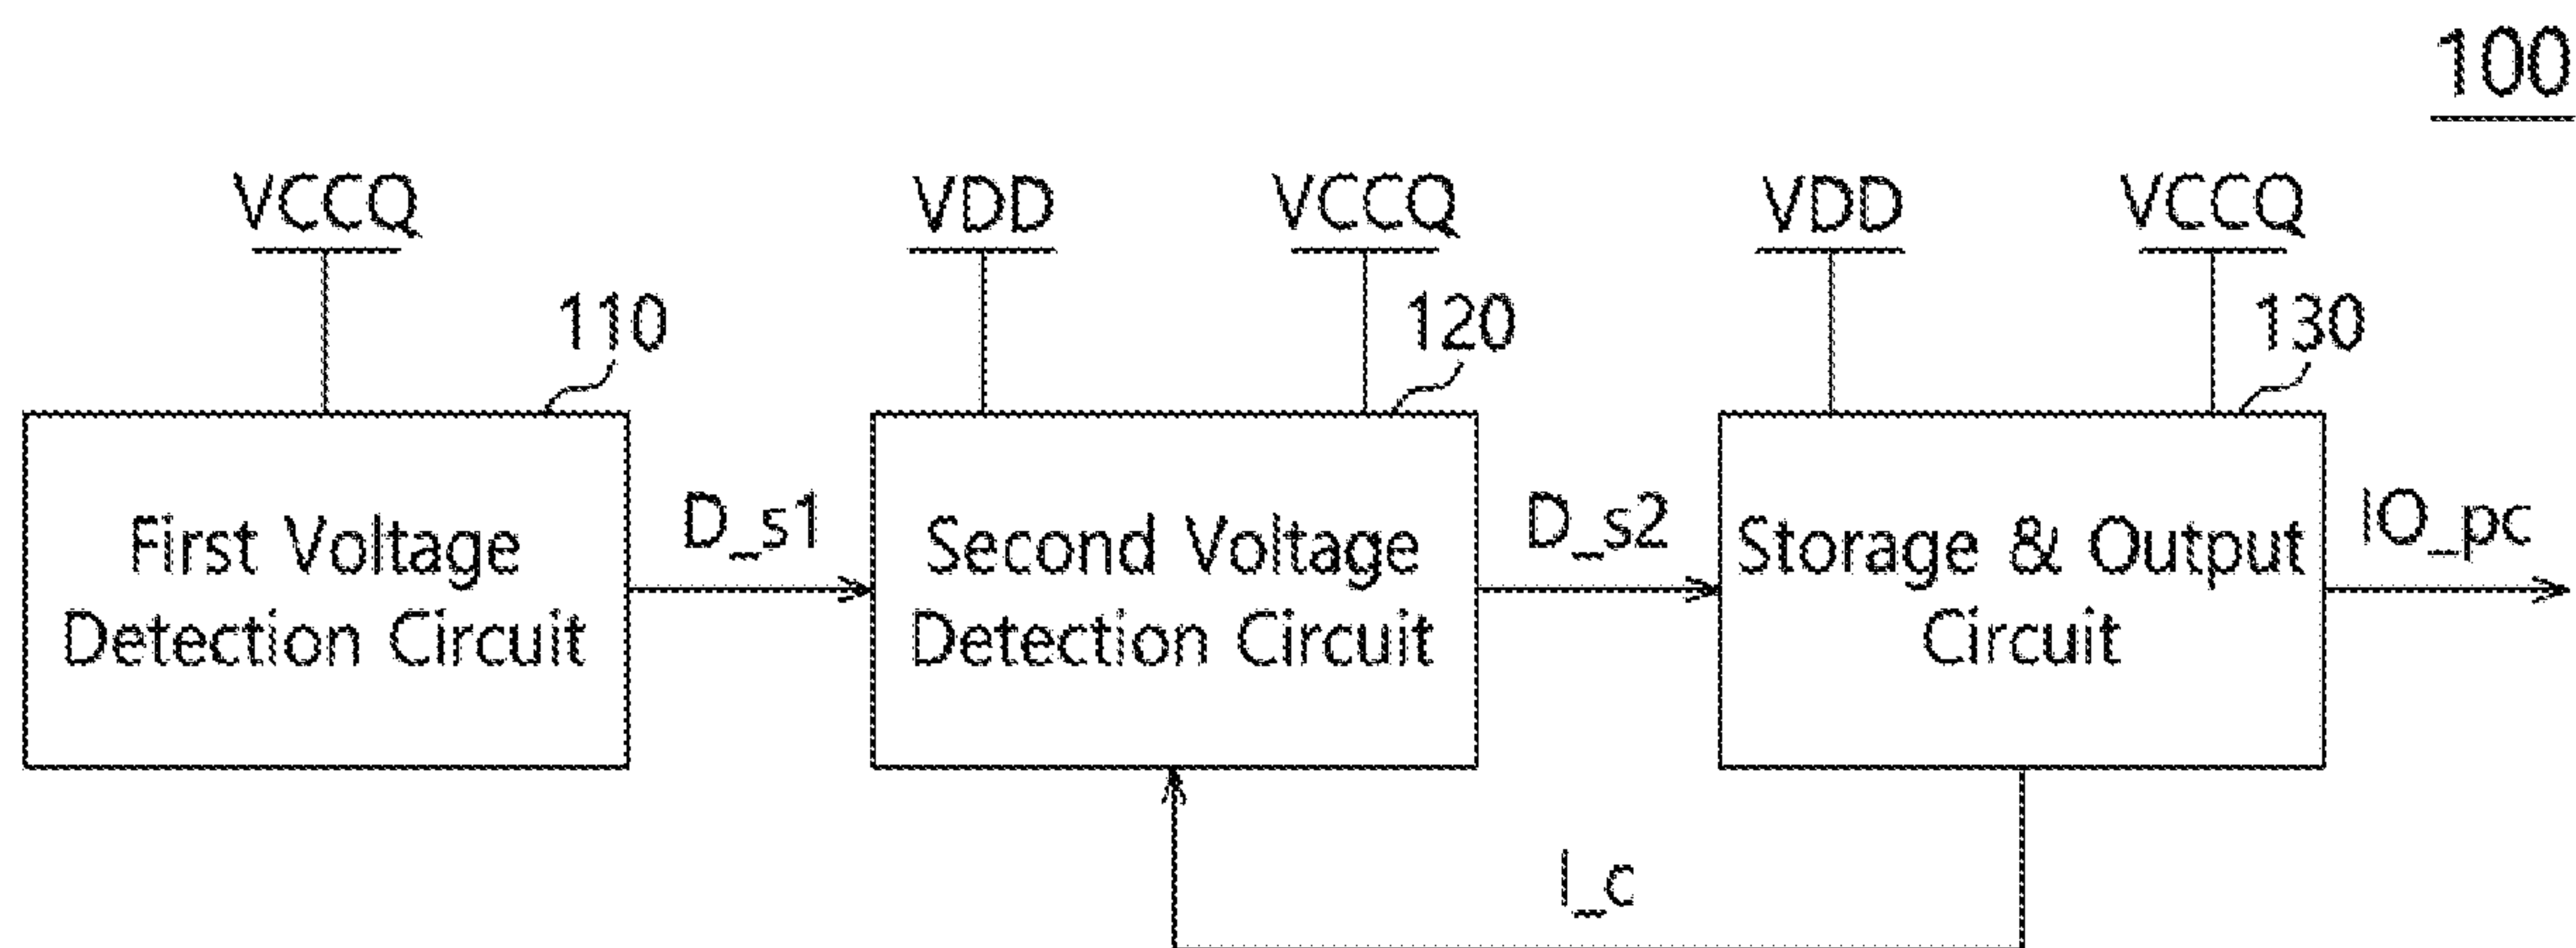 100
VCCQ
VDD
VCCQ
VDD
VCCQ
110
120
130
First Voltage
Detection Circuit
D_s1
Second Voltage
Detection Circuit
D_s2
Storage & Output
Circuit
IO_pc
I_c